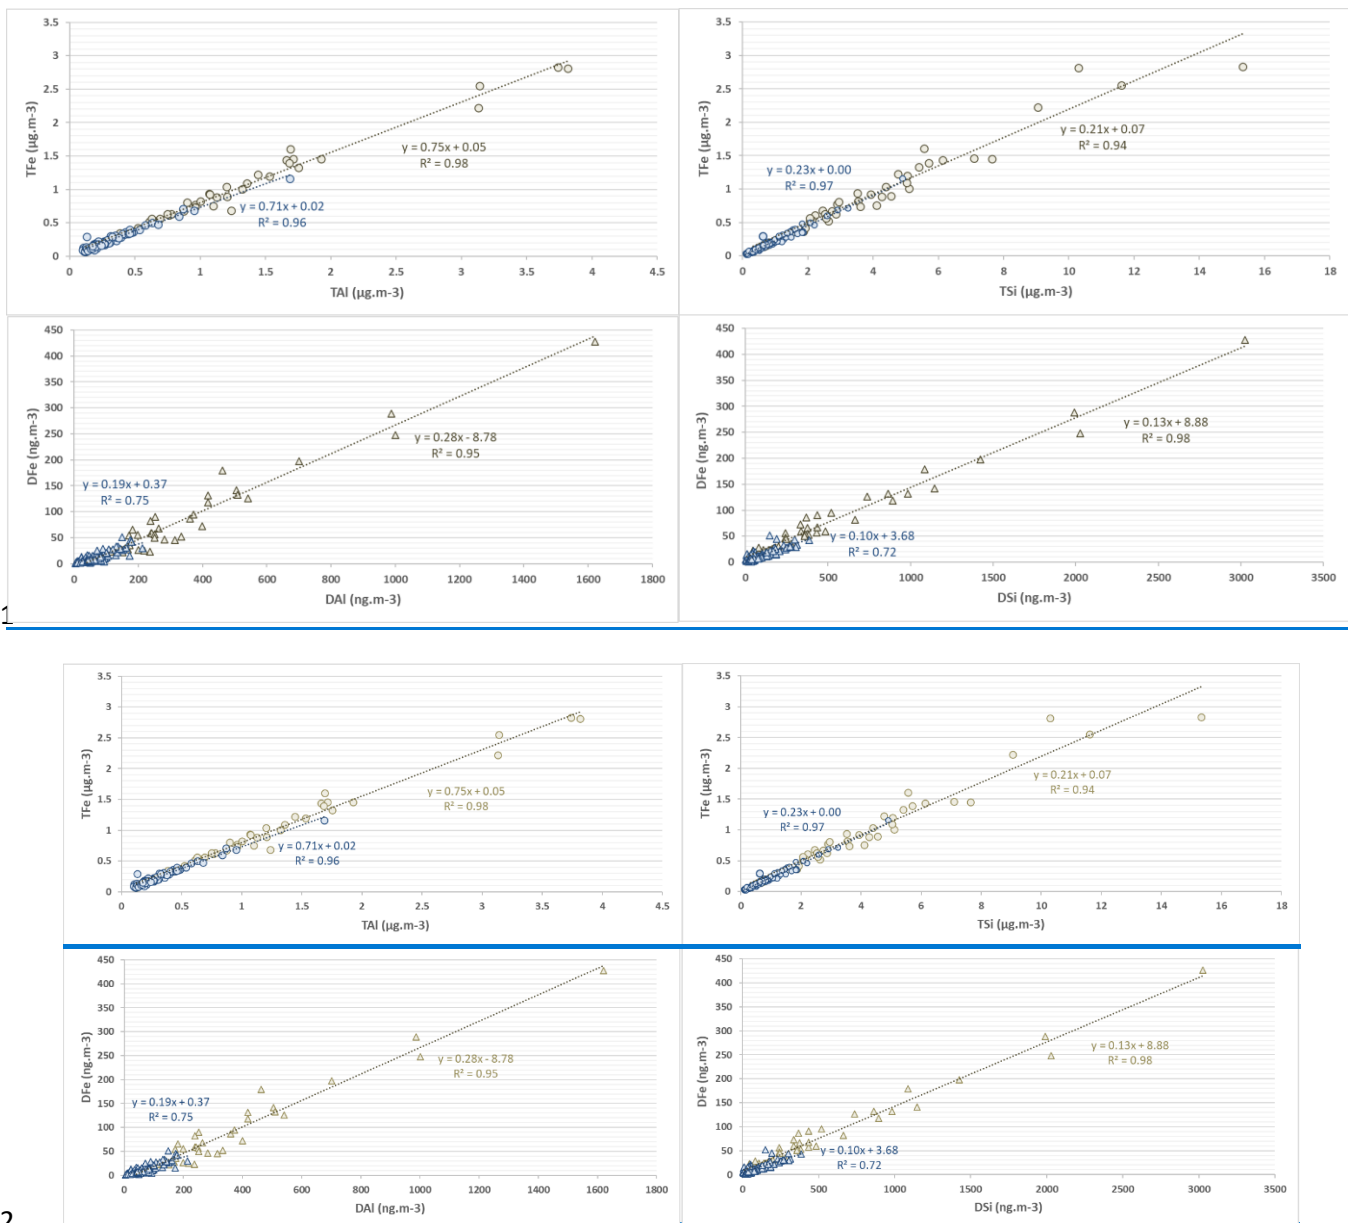 3.5
3
2.5
2
1.5
1
0.5
0
TFe (µg.m-3)
y = 0.75x + 0.05
R² = 0.98
y = 0.71x + 0.02
R² = 0.96
0 0.5 1 1.5 2 2.5 3 3.5 4 4.5
TAl (µg.m-3)
3.5
3
2.5
2
1.5
1
0.5
0
TFe (µg.m-3)
y = 0.21x + 0.07
R² = 0.94
y = 0.23x + 0.00
R² = 0.97
0 2 4 6 8 10 12 14 16 18
TSi (µg.m-3)
450
400
350
300
250
200
150
100
50
0
DFe (ng.m-3)
y = 0.28x - 8.78
R² = 0.95
y = 0.19x + 0.37
R² = 0.75
0 200 400 600 800 1000 1200 1400 1600 1800
DAl (ng.m-3)
450
400
350
300
250
200
150
100
50
0
DFe (ng.m-3)
y = 0.13x + 8.88
R² = 0.98
y = 0.10x + 3.68
R² = 0.72
0 500 1000 1500 2000 2500 3000 3500
DSi (ng.m-3)
1
3.5
3
2.5
2
1.5
1
0.5
0
TFe (µg.m-3)
y = 0.75x + 0.05
R² = 0.98
y = 0.71x + 0.02
R² = 0.96
0 0.5 1 1.5 2 2.5 3 3.5 4 4.5
TAl (µg.m-3)
3.5
3
2.5
2
1.5
1
0.5
0
TFe (µg.m-3)
y = 0.21x + 0.07
R² = 0.94
y = 0.23x + 0.00
R² = 0.97
0 2 4 6 8 10 12 14 16 18
TSi (µg.m-3)
450
400
350
300
250
200
150
100
50
0
DFe (ng.m-3)
y = 0.28x - 8.78
R² = 0.95
y = 0.19x + 0.37
R² = 0.75
0 200 400 600 800 1000 1200 1400 1600 1800
DAl (ng.m-3)
450
400
350
300
250
200
150
100
50
0
DFe (ng.m-3)
y = 0.13x + 8.88
R² = 0.98
y = 0.10x + 3.68
R² = 0.72
0 500 1000 1500 2000 2500 3000 3500
DSi (ng.m-3)
2